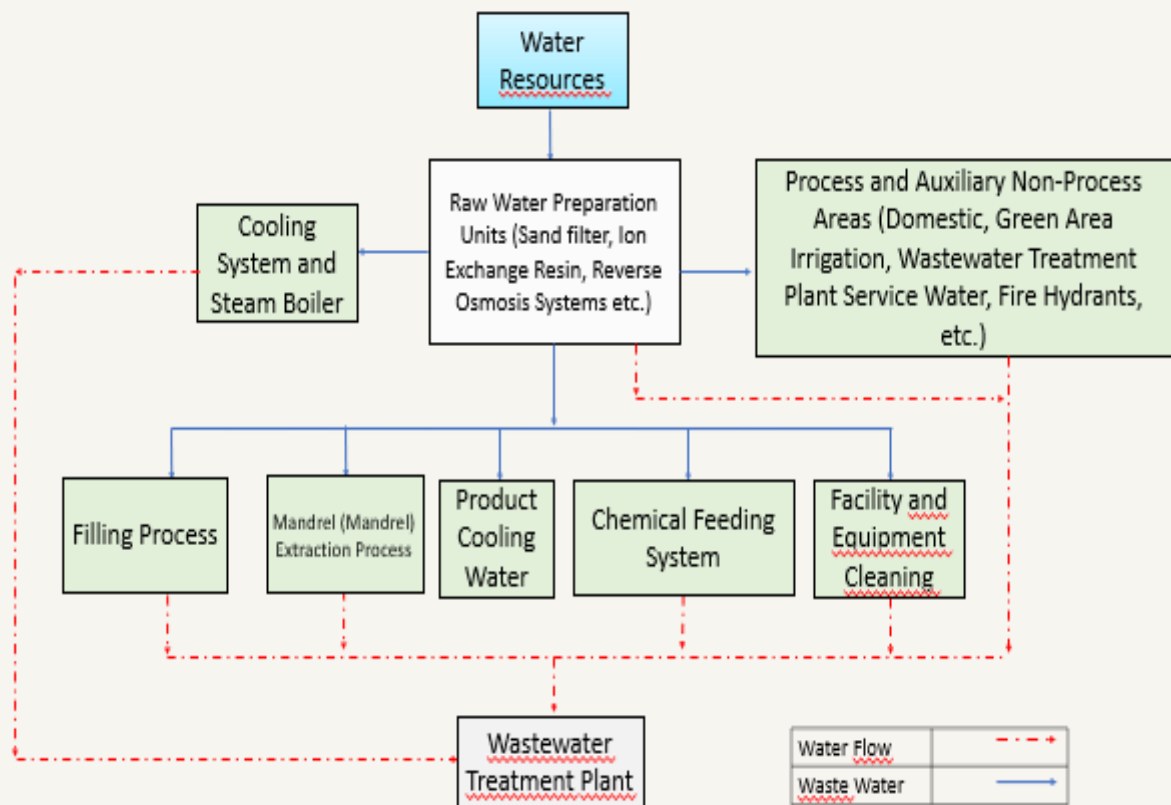 Water
Resources
Raw Water Preparation
Units (Sand filter, Ion
Exchange Resin, Reverse
Osmosis Systems etc.)
Process and Auxiliary Non-Process
Areas (Domestic, Green Area
Irrigation, Wastewater Treatment
Plant Service Water, Fire Hydrants,
etc.)
Cooling
System and
Steam Boiler
Filling Process
Mandrel (Mandrel)
Extraction Process
Product
Cooling
Water
Chemical Feeding
System
Facility and
Equipment
Cleaning
Wastewater
Treatment Plant
Water Flow
Waste Water